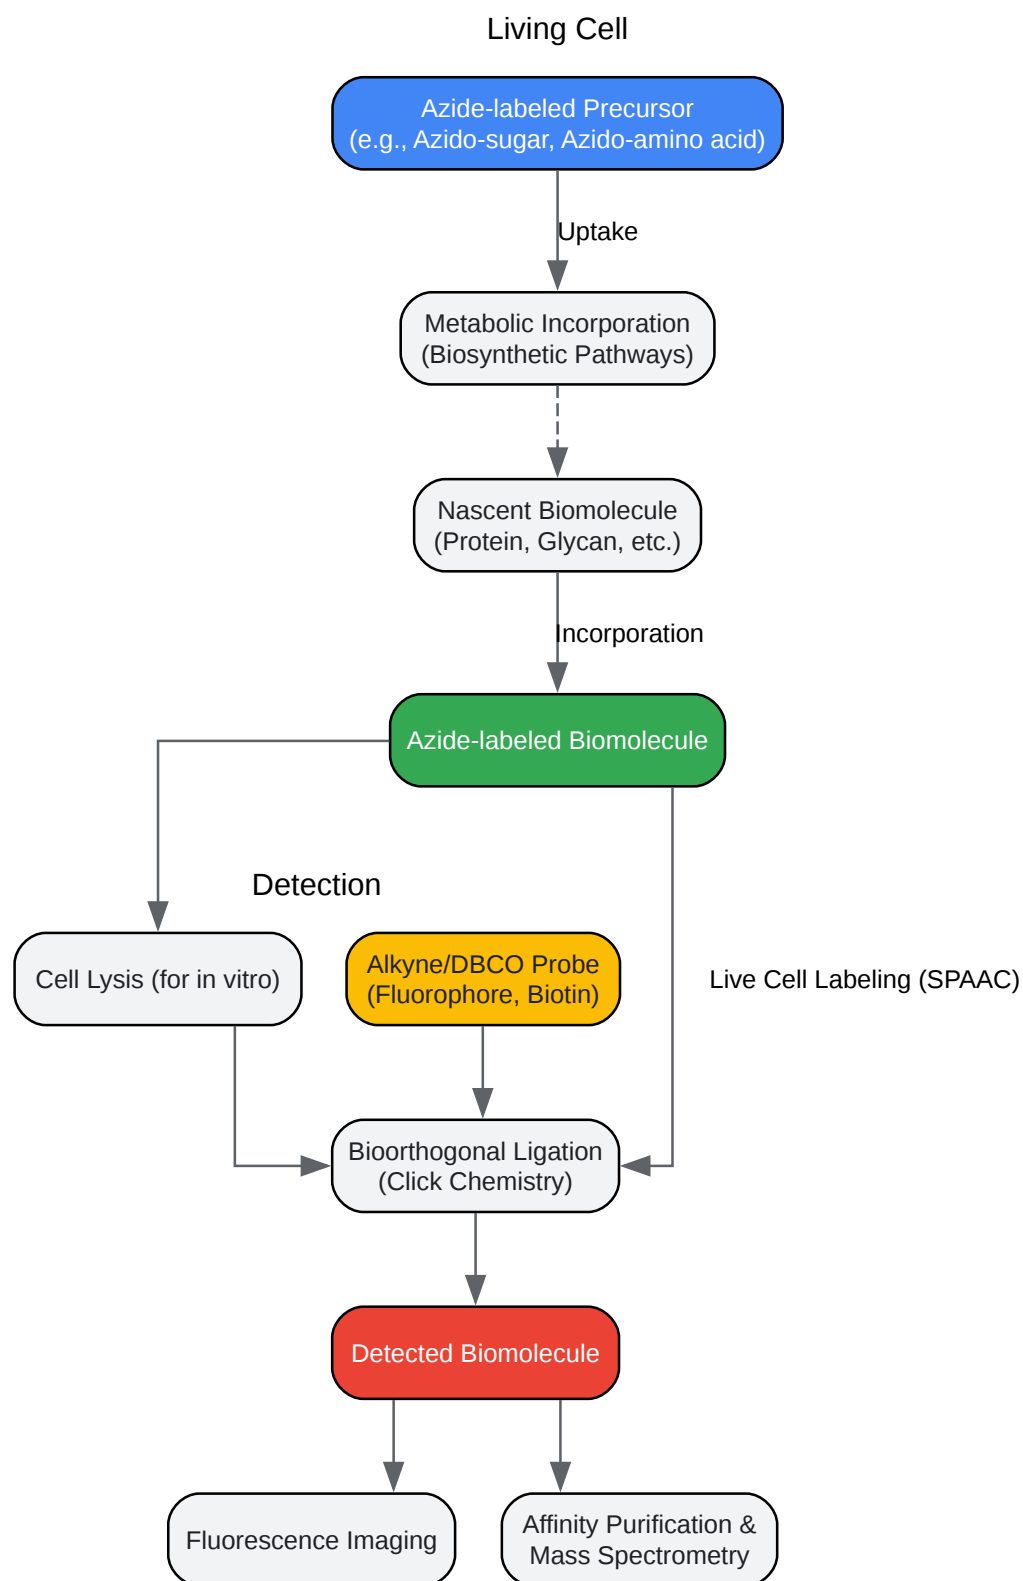 Living Cell
Azide-labeled Precursor
(e.g., Azido-sugar, Azido-amino acid)
Uptake
Metabolic Incorporation
(Biosynthetic Pathways)
Nascent Biomolecule
(Protein, Glycan, etc.)
Incorporation
Azide-labeled Biomolecule
Detection
Cell Lysis (for in vitro)
Alkyne/DBCO Probe
(Fluorophore, Biotin)
Live Cell Labeling (SPAAC)
Bioorthogonal Ligation
(Click Chemistry)
Detected Biomolecule
Fluorescence Imaging
Affinity Purification &
Mass Spectrometry